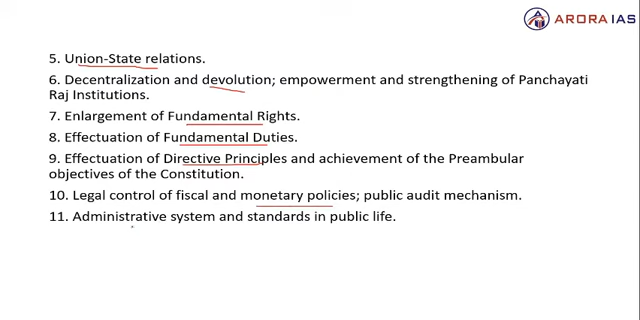 ARORA IAS
5. Union-State relations.
6. Decentralization and devolution; empowerment and strengthening of Panchayati
Raj Institutions.
7. Enlargement of Fundamental Rights.
8. Effectuation of Fundamental Duties.
9. Effectuation of Directive Principles and achievement of the Preambular
objectives of the Constitution.
10. Legal control of fiscal and monetary policies; public audit mechanism.
11. Administrative system and standards in public life.